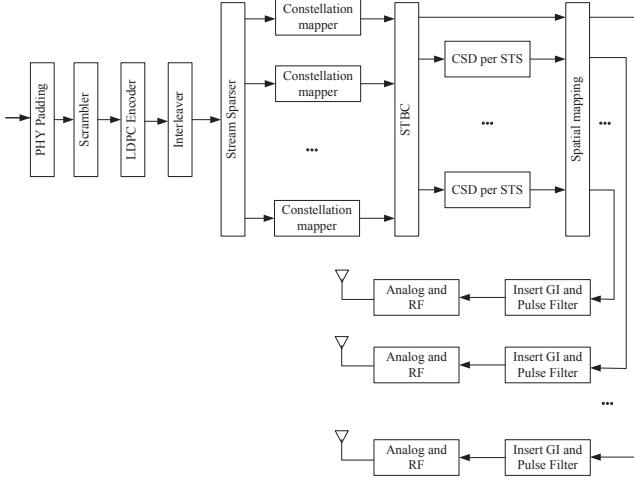 PHY Padding
Scrambler
LDPC Encoder
Interleaver
Stream Sparser
Constellation
mapper
Constellation
mapper
...
Constellation
mapper
STBC
CSD per STS
...
CSD per STS
Spatial mapping
...
Analog and
RF
Insert GI and
Pulse Filter
Analog and
RF
Insert GI and
Pulse Filter
...
Analog and
RF
Insert GI and
Pulse Filter